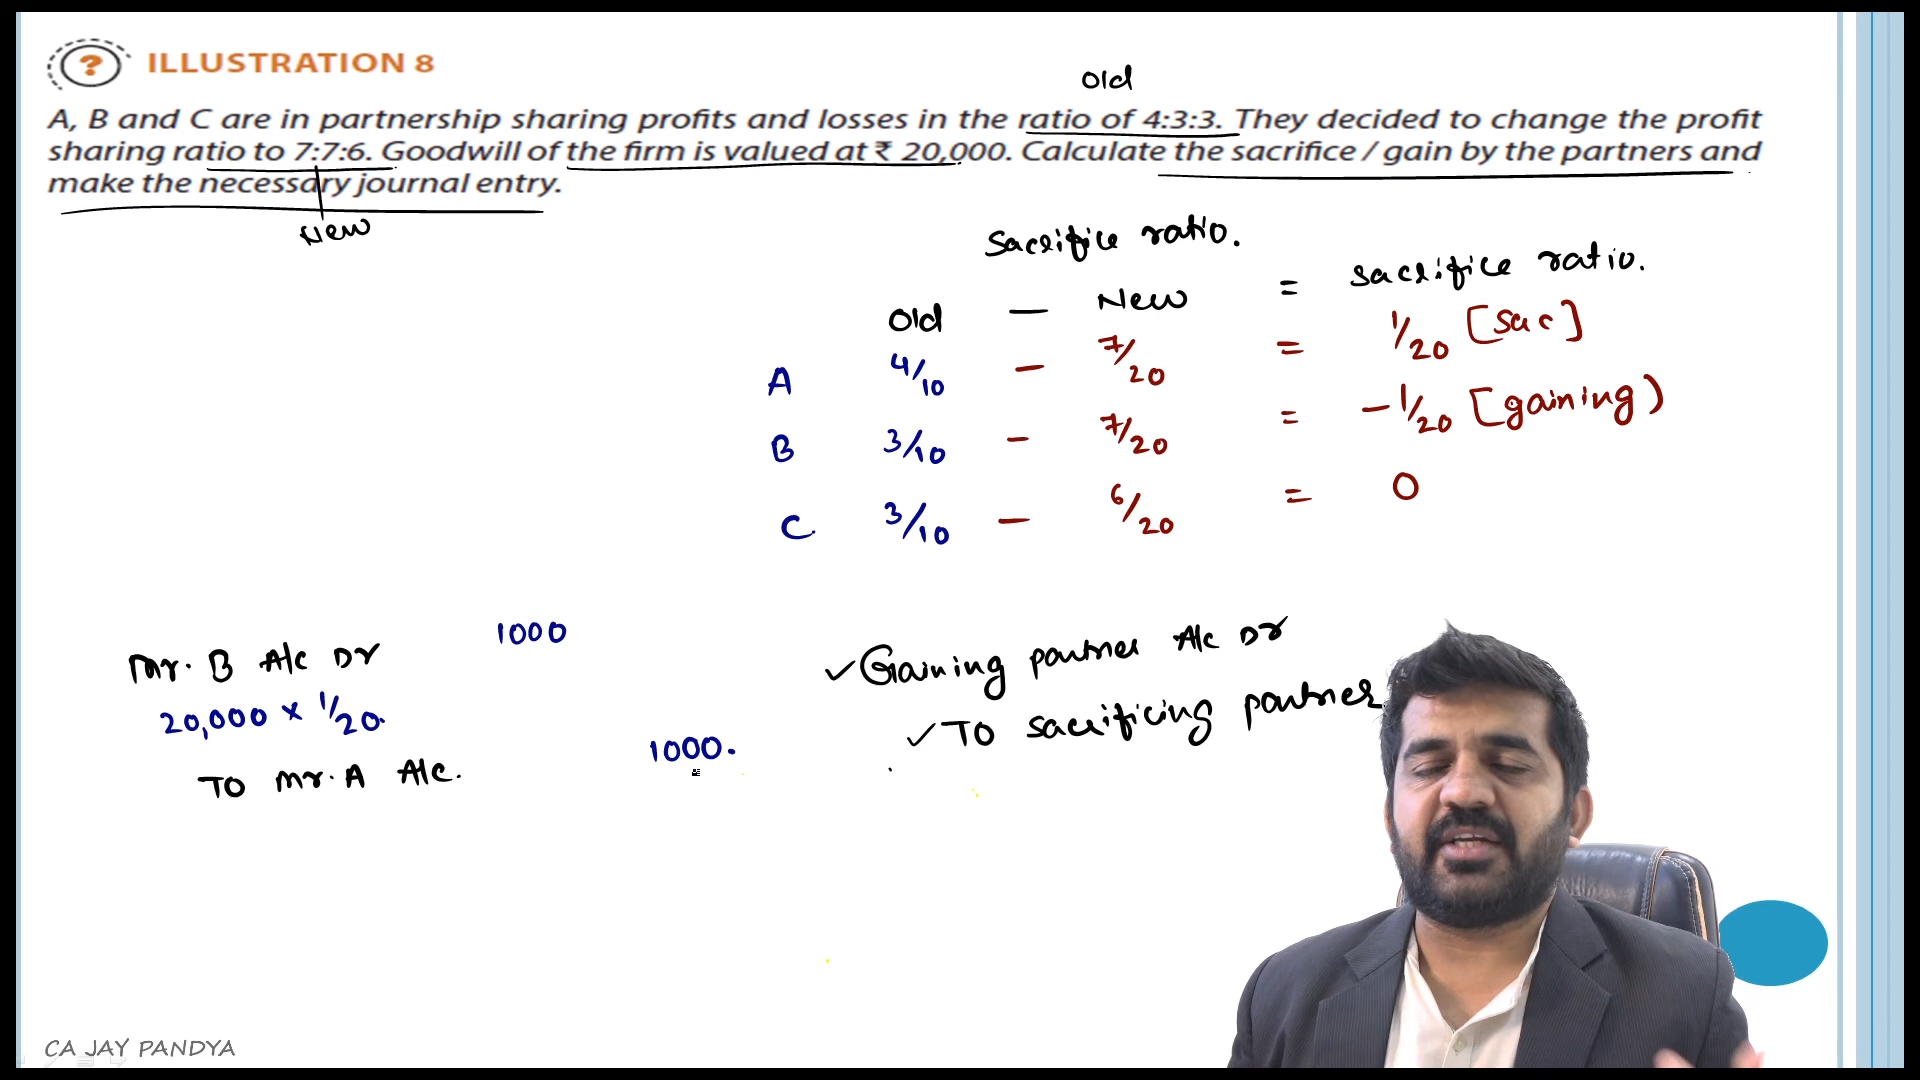 ? ILLUSTRATION 8
old
A, B and C are in partnership sharing profits and losses in the ratio of 4:3:3. They decided to change the profit
sharing ratio to 7:7:6. Goodwill of the firm is valued at ₹ 20,000. Calculate the sacrifice / gain by the partners and
make the necessary journal entry.
New
Sacrifice ratio.
old — New = sacrifice ratio.
A 4/10 — 7/20 = 1/20 [sac]
B 3/10 — 7/20 = -1/20 [gaining)
C 3/10 — 6/20 = 0
Mr. B A/c Dr 1000
20,000 x 1/20.
TO Mr. A A/c. 1000.
✓Gaining partner A/c Dr
✓TO sacrificing partner
CA JAY PANDYA